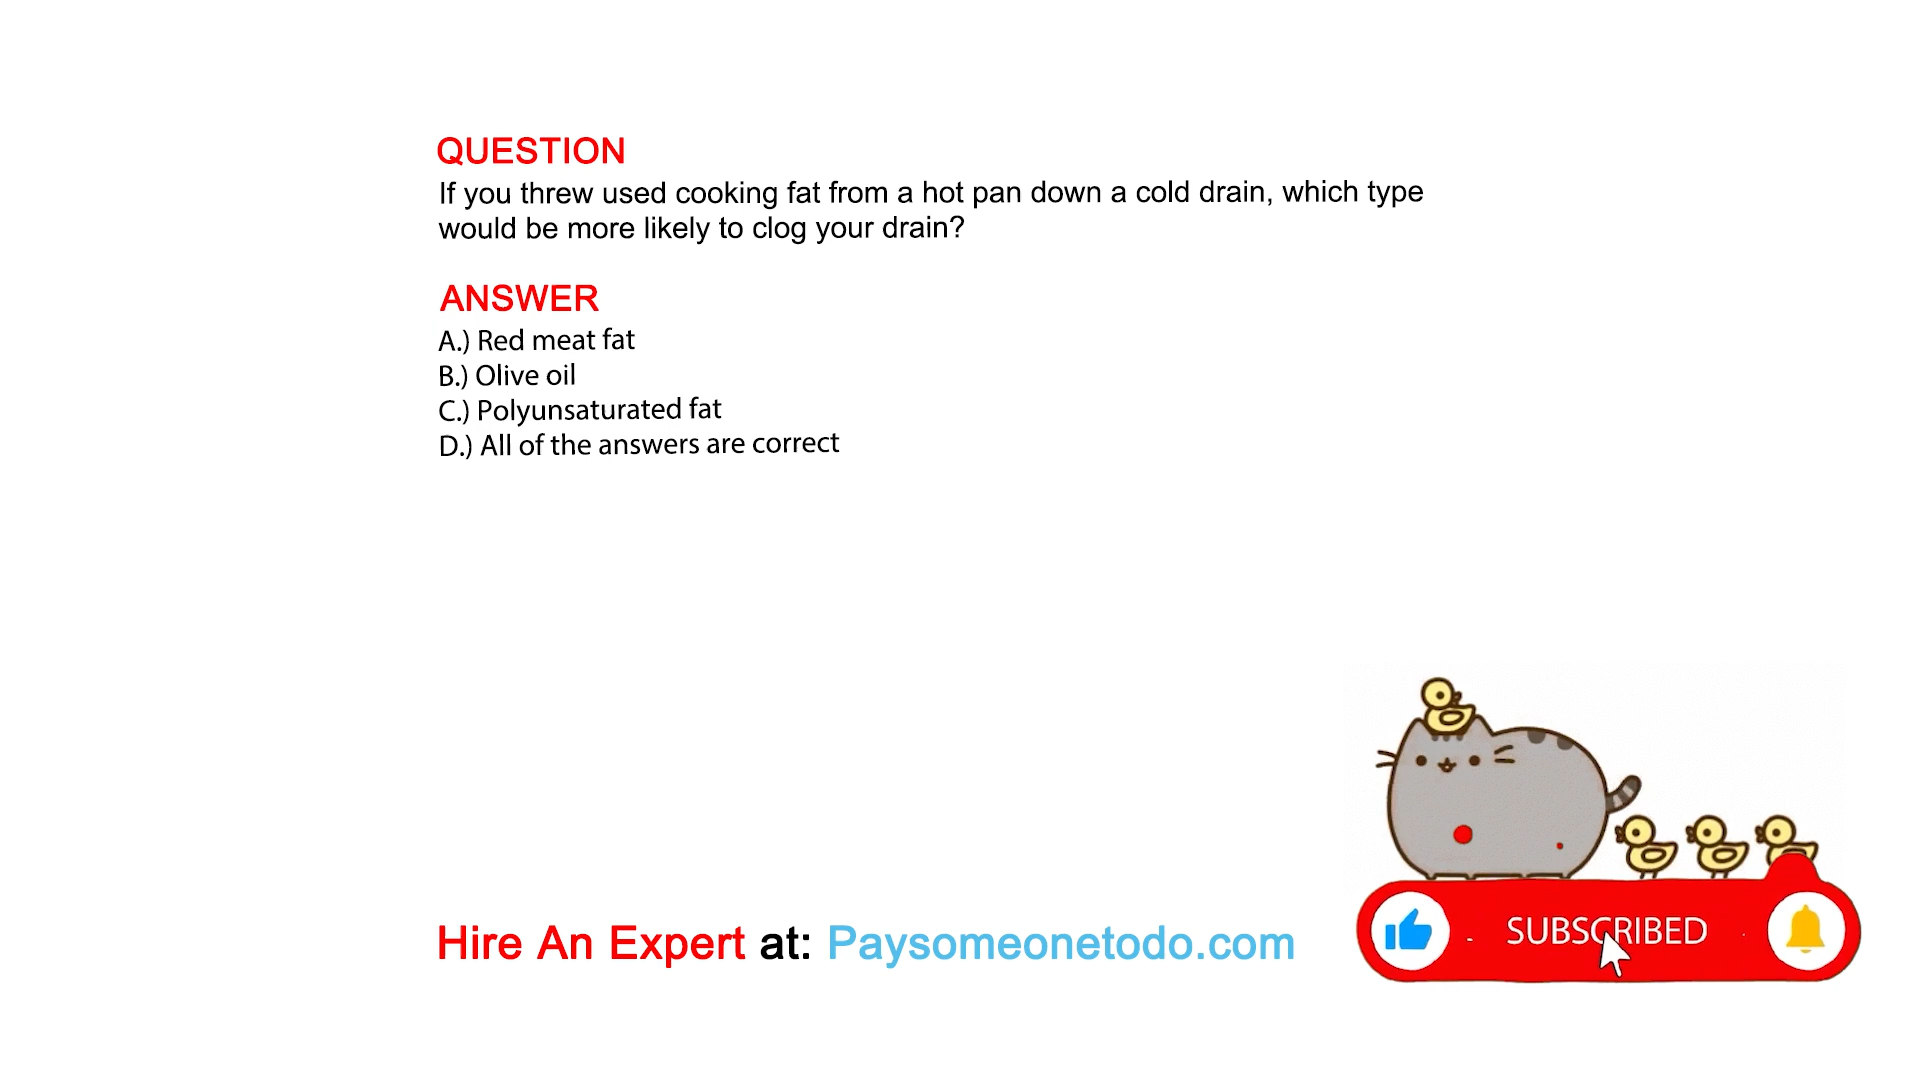 QUESTION
If you threw used cooking fat from a hot pan down a cold drain, which type
would be more likely to clog your drain?
ANSWER
A.) Red meat fat
B.) Olive oil
C.) Polyunsaturated fat
D.) All of the answers are correct
Hire An Expert at: Paysomeonetodo.com
SUBSCRIBED